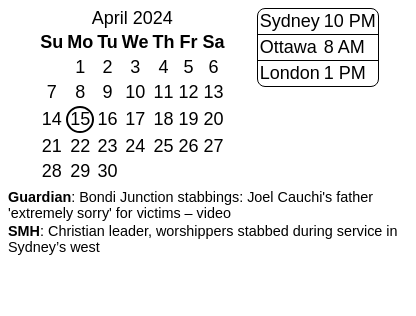 April 2024
Su Mo Tu We Th Fr Sa
1 2 3 4 5 6
7 8 9 10 11 12 13
14 15 16 17 18 19 20
21 22 23 24 25 26 27
28 29 30
Sydney 10 PM
Ottawa 8 AM
London 1 PM
Guardian: Bondi Junction stabbings: Joel Cauchi's father
'extremely sorry' for victims – video
SMH: Christian leader, worshippers stabbed during service in
Sydney’s west